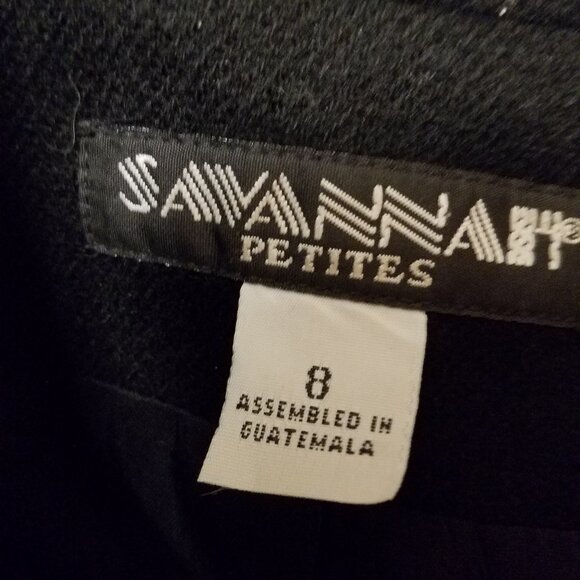 SAVANNAH®
PETITES
8
ASSEMBLED IN
GUATEMALA